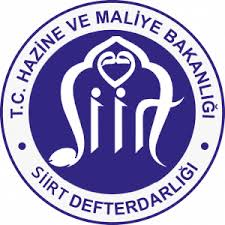 T.C. HAZİNE VE MALİYE BAKANLIĞI
Siirt
SİİRT DEFTERDARLIĞI